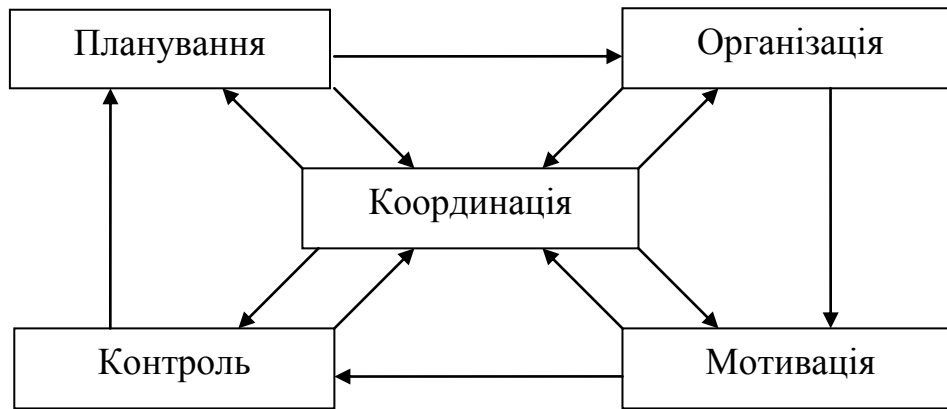 Планування
Організація
Координація
Контроль
Мотивація